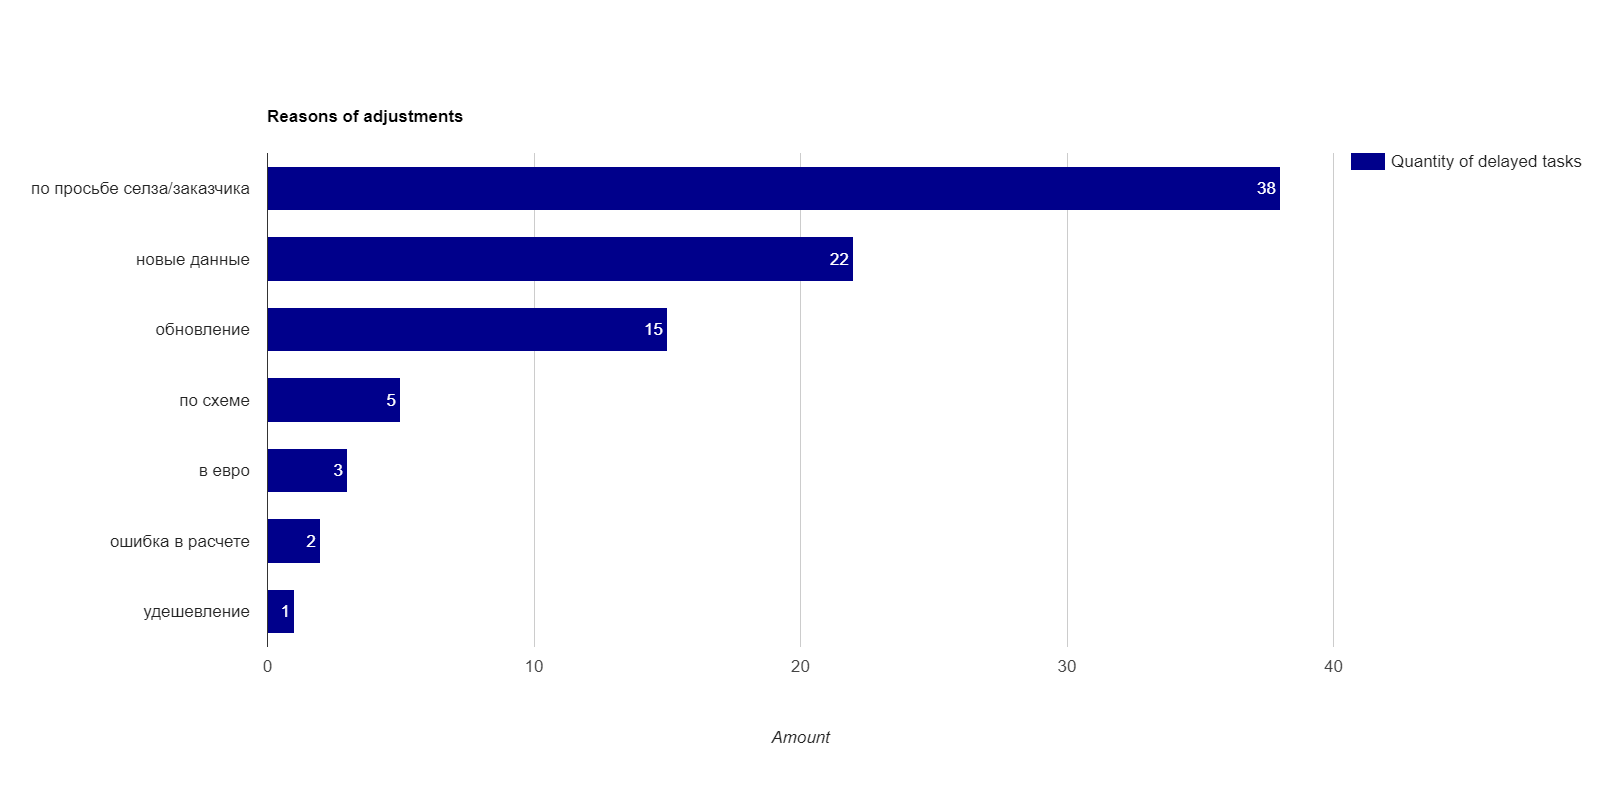 Reasons of adjustments
Quantity of delayed tasks
по просьбе селза/заказчика
38
новые данные
22
обновление
15
по схеме
5
в евро
3
ошибка в расчете
2
удешевление
1
0 10 20 30 40
Amount